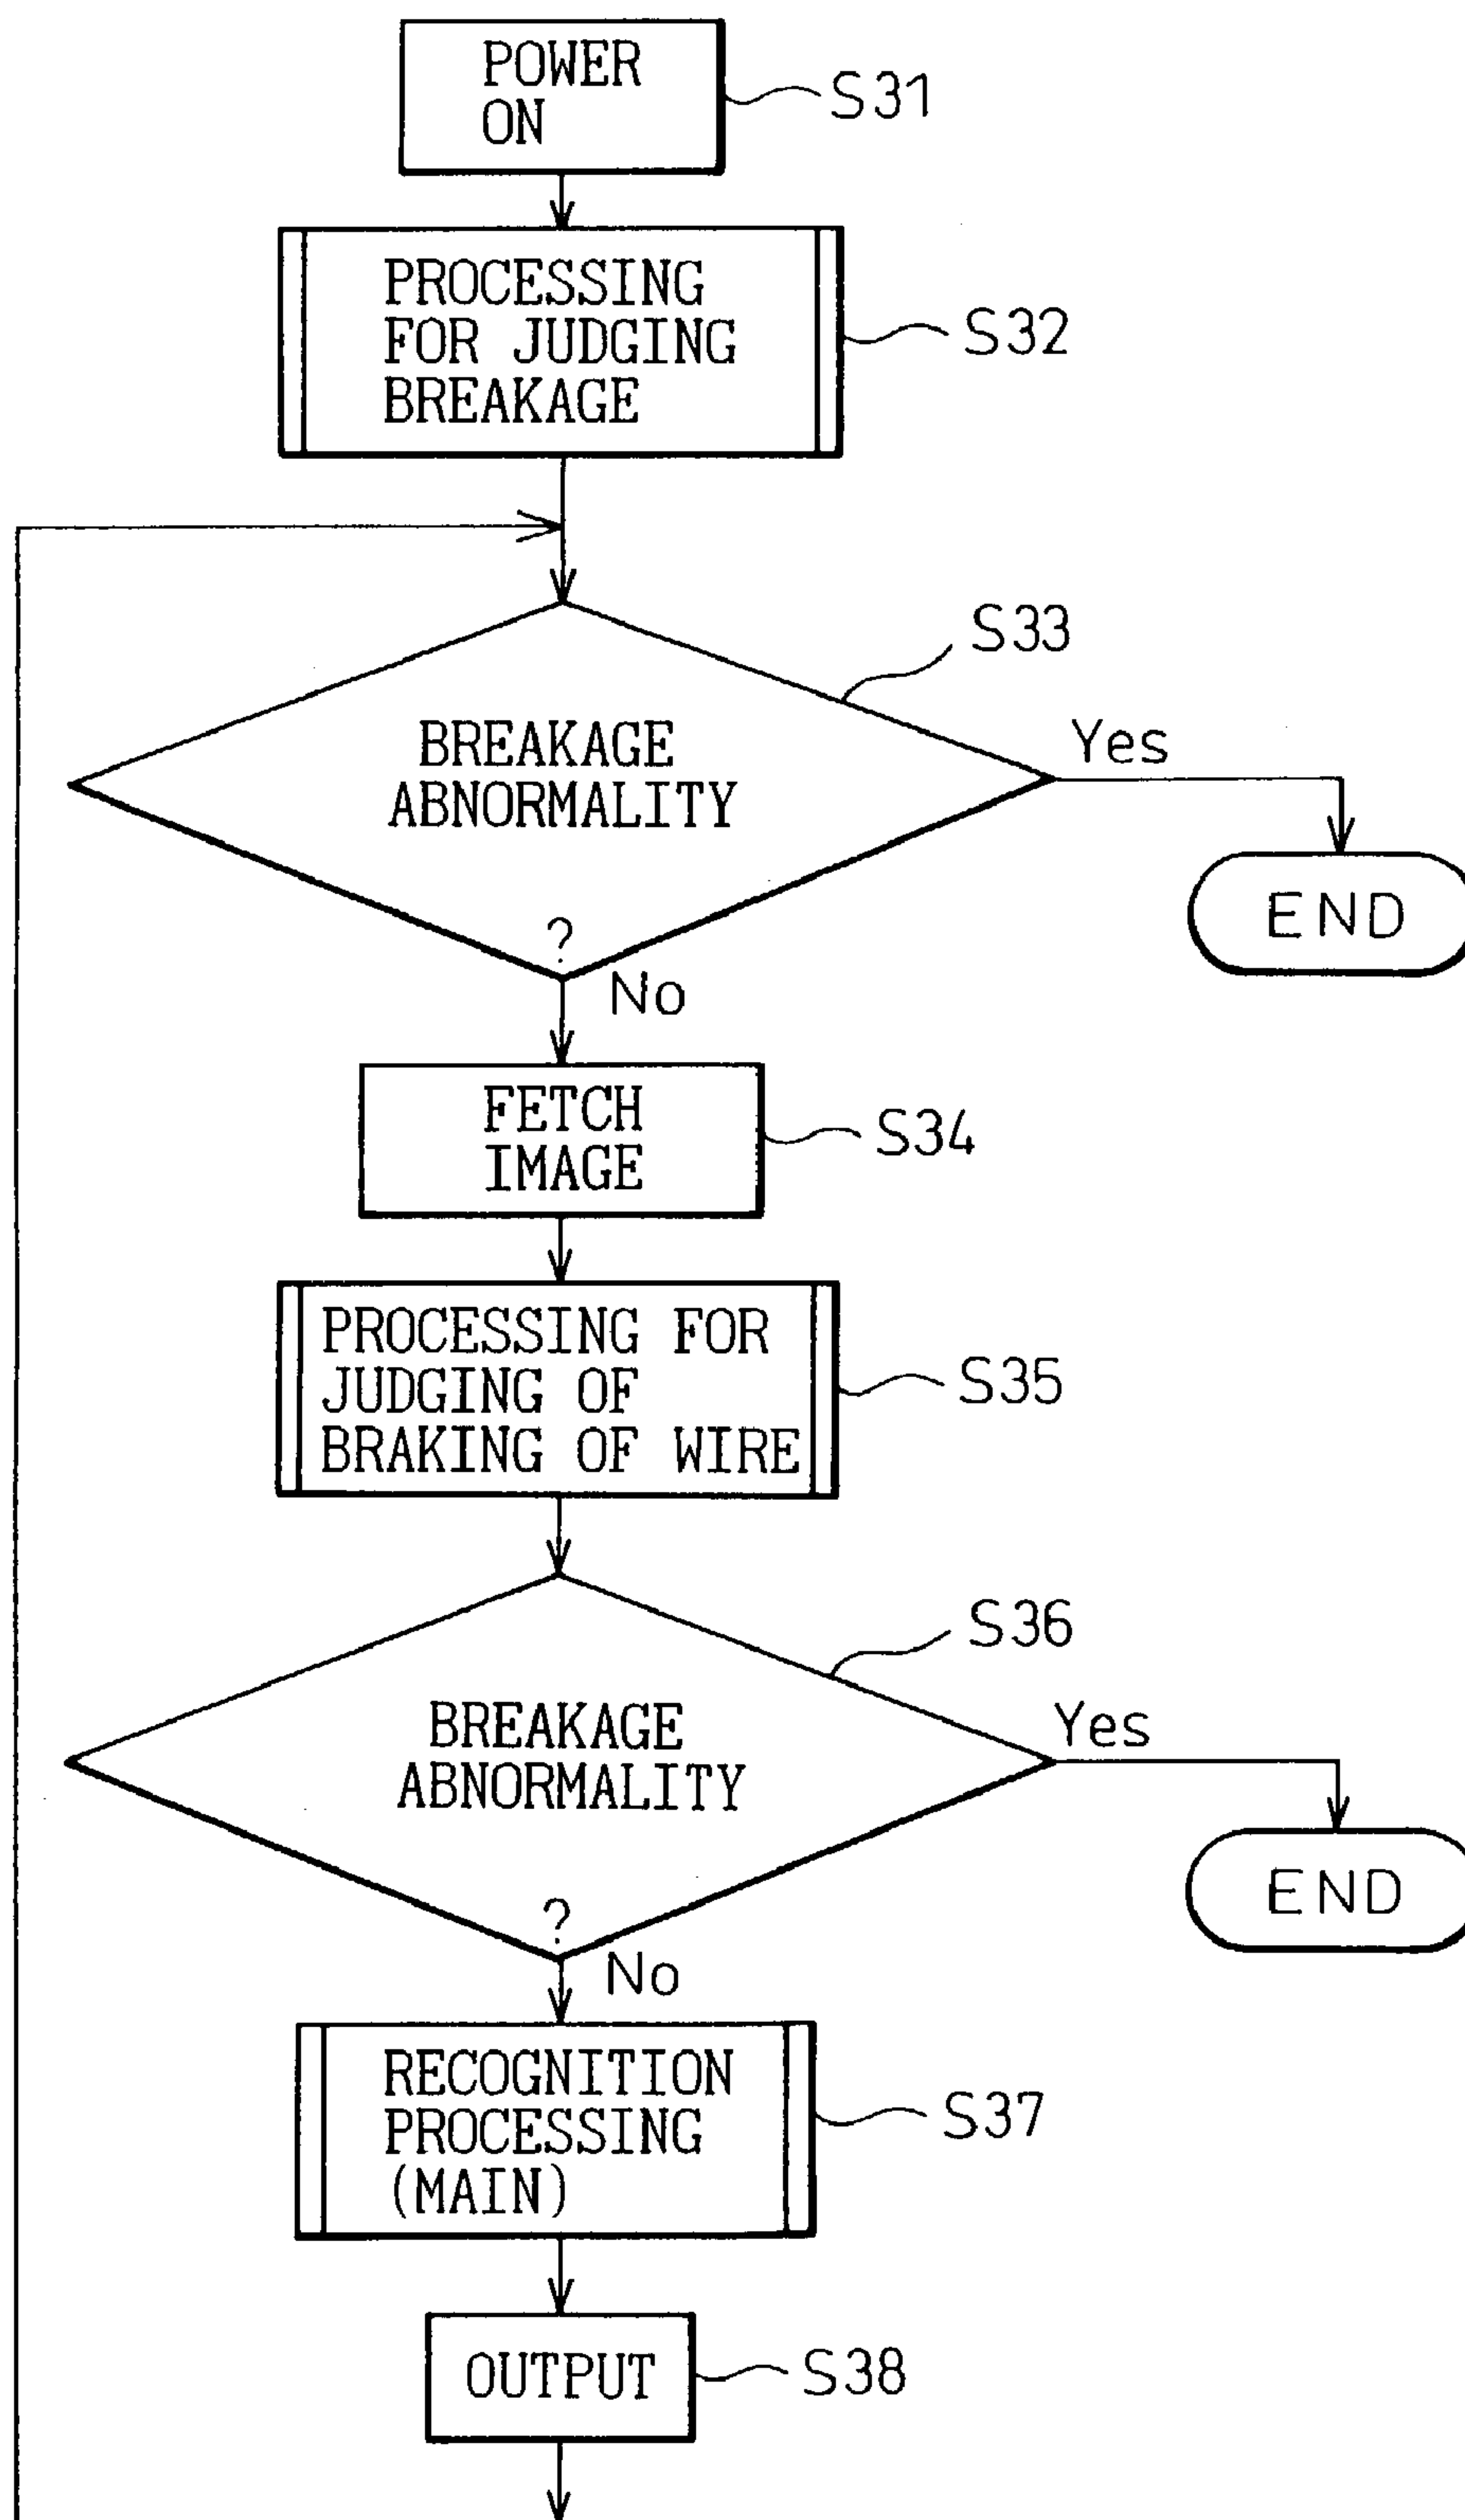 POWER
ON
S31
PROCESSING
FOR JUDGING
BREAKAGE
S32
S33
BREAKAGE
ABNORMALITY
?
Yes
END
No
FETCH
IMAGE
S34
PROCESSING FOR
JUDGING OF
BRAKING OF WIRE
S35
S36
BREAKAGE
ABNORMALITY
?
Yes
END
No
RECOGNITION
PROCESSING
(MAIN)
S37
OUTPUT
S38